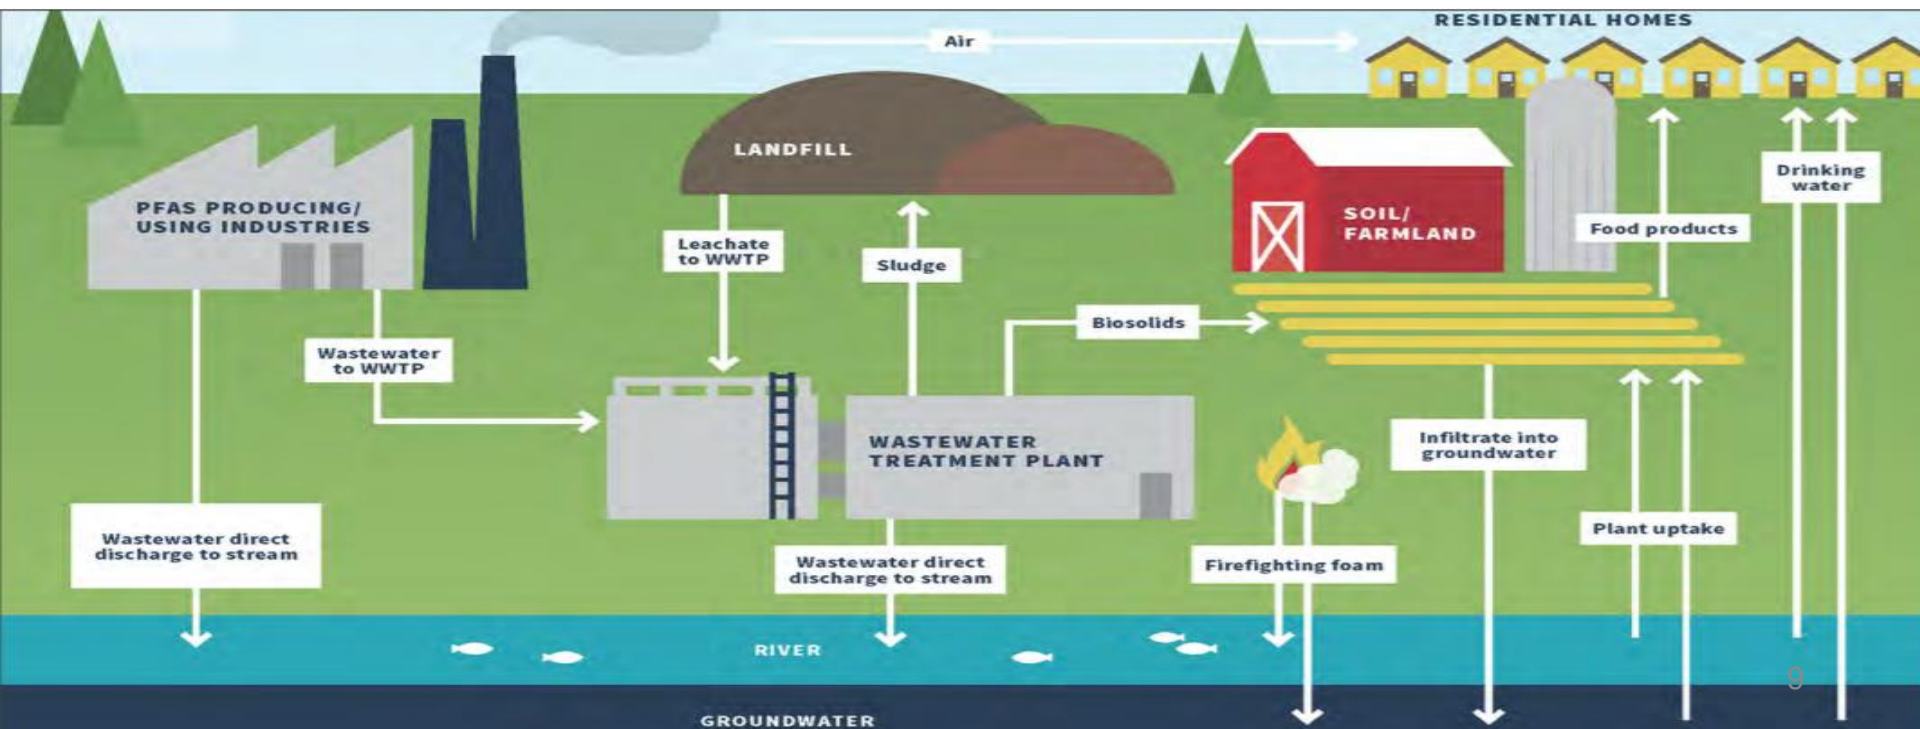 RESIDENTIAL HOMES
Air
LANDFILL
PFAS PRODUCING/
USING INDUSTRIES
SOIL/
FARMLAND
Drinking
water
Food products
Leachate
to WWTP
Sludge
Biosolids
Wastewater
to WWTP
WASTEWATER
TREATMENT PLANT
Infiltrate into
groundwater
Plant uptake
Wastewater direct
discharge to stream
Wastewater direct
discharge to stream
Firefighting foam
RIVER
9
GROUNDWATER